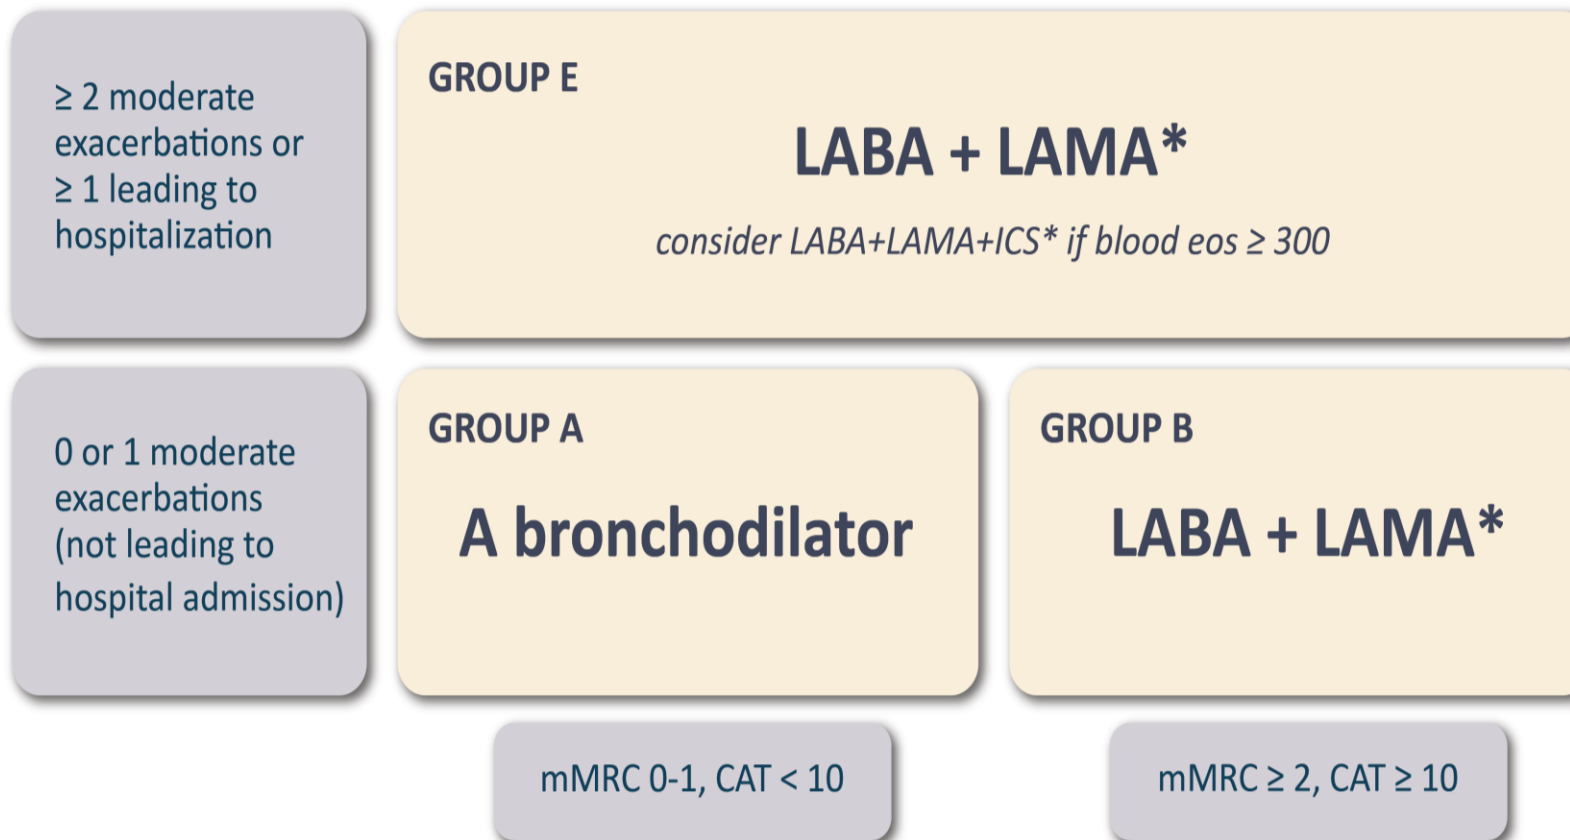 ≥ 2 moderate
exacerbations or
≥ 1 leading to
hospitalization
GROUP E
LABA + LAMA*
consider LABA+LAMA+ICS* if blood eos ≥ 300
0 or 1 moderate
exacerbations
(not leading to
hospital admission)
GROUP A
A bronchodilator
GROUP B
LABA + LAMA*
mMRC 0-1, CAT < 10
mMRC ≥ 2, CAT ≥ 10